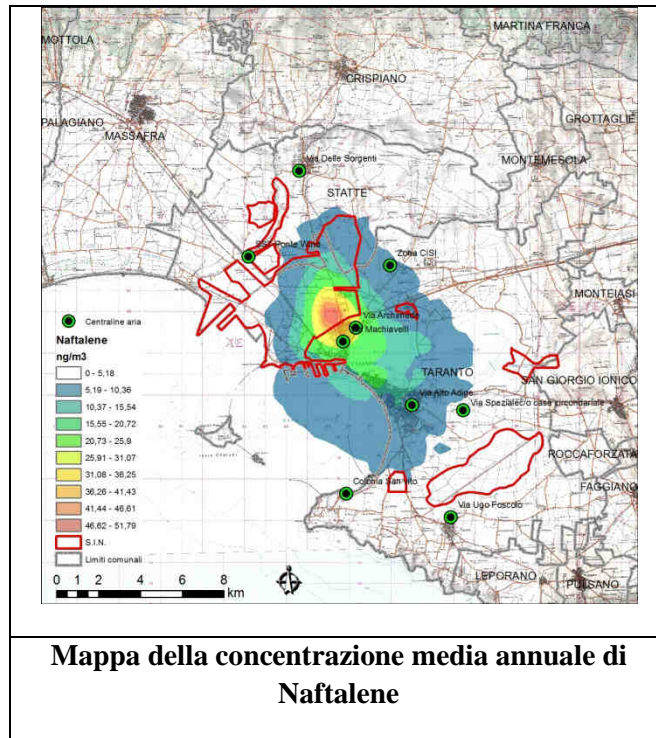 MARTINA FRANCA
MOTTOLA
CRISPIANO
GROTTAGLIE
PALAGIANO
MASSAFRA
MONTEMESOLA
Via Delle Sorgenti
STATTE
SS7 Ponte Wind
Zona CISI
MONTEIASI
Centraline aria
Via Archimede
Machiavelli
Naftalene
ng/m3
0 - 5,18
5,19 - 10,36
10,37 - 15,54
15,55 - 20,72
20,73 - 25,9
25,91 - 31,07
31,08 - 36,25
36,26 - 41,43
41,44 - 46,61
46,62 - 51,79
S.I.N.
Limiti comunali
TARANTO
SAN GIORGIO IONICO
Via Alto Adige
Via Speziale c/o case circondariale
ROCCAFORZATA
FAGGIANO
Colonia San Vito
Via Ugo Foscolo
LEPORANO
PULSANO
0 2 4 6 8
km
Mappa della concentrazione media annuale di
Naftalene